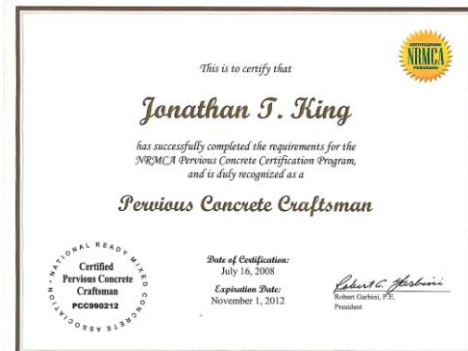 CERTIFICATION
NRMCA
PROGRAMS
This is to certify that
Jonathan T. King
has successfully completed the requirements for the
NRMCA Pervious Concrete Certification Program,
and is duly recognized as a
Pervious Concrete Craftsman
NATIONAL READY MIXED CONCRETE ASSOCIATION
Certified
Pervious Concrete
Craftsman
PCC990212
Date of Certification:
July 16, 2008
Expiration Date:
November 1, 2012
Robert G. Garbini
Robert Garbini, P.E.
President